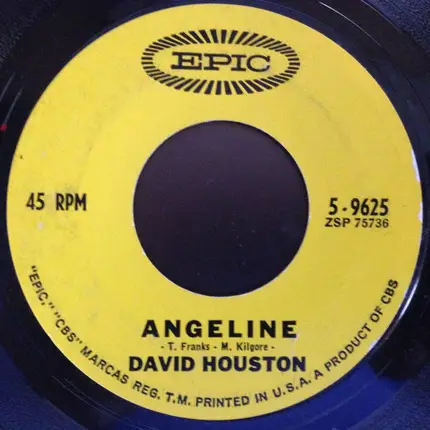 EPIC
45 RPM
5-9625
ZSP 75736
ANGELINE
- T. Franks - M. Kilgore -
DAVID HOUSTON
"EPIC," "CBS" MARCAS REG. T.M. PRINTED IN U.S.A. A PRODUCT OF CBS